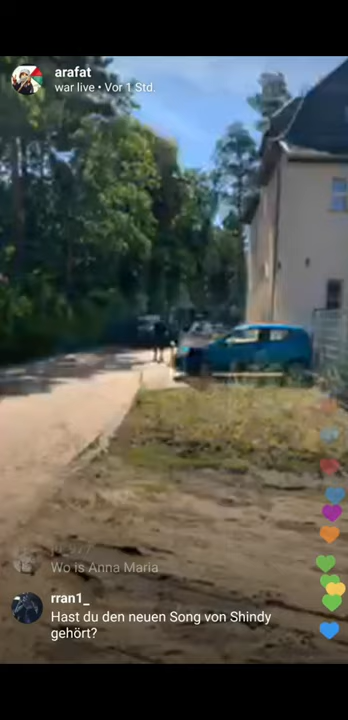 arafat
war live • Vor 1 Std.
Wo is Anna Maria
rran1_
Hast du den neuen Song von Shindy
gehört?